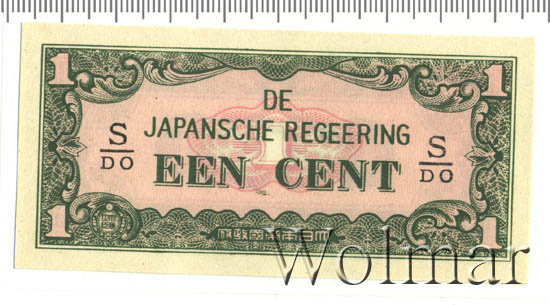 1 1
DE
JAPANSCHE REGEERING
S/DO S/DO
1
EEN CENT
1 1
大日本帝國政府
Wolmar